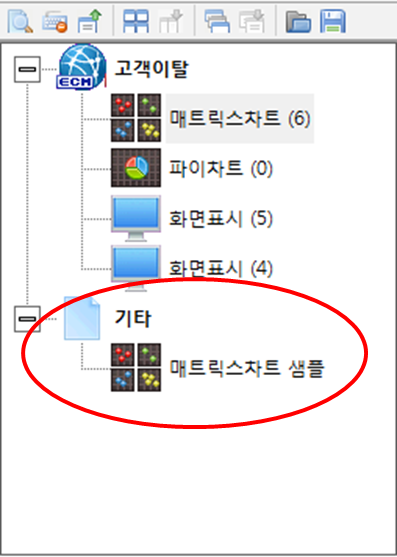 고객이탈
ECM
매트릭스차트 (6)
파이차트 (0)
화면표시 (5)
화면표시 (4)
기타
매트릭스차트 샘플